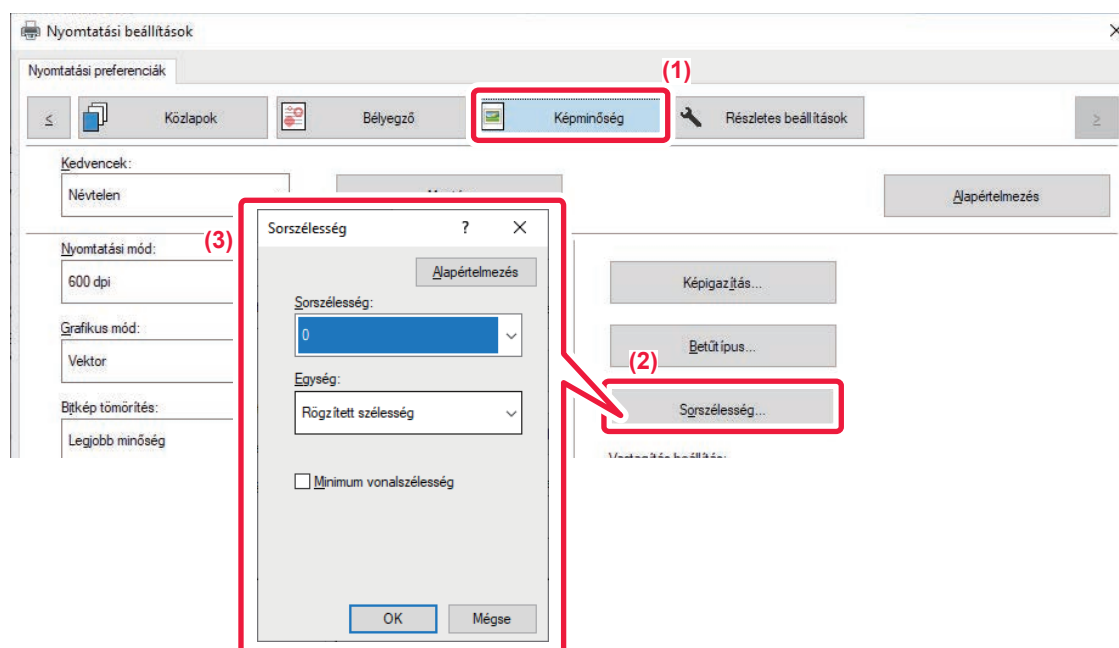 Nyomtatási beállítások
Nyomtatási preferenciák
(1)
< Közlapok Bélyegző Képminőség Részletes beállítások >
Kedvencek:
Névtelen
Alapértelmezés
(3)
Sorszélesség ? ×
Nyomtatási mód:
600 dpi
Alapértelmezés
Képigazítás...
Sorszélesség:
0
Grafikus mód:
Vektor
Betűtípus...
(2)
Egység:
Rögzített szélesség
Bitkép tömörítés:
Legjobb minőség
Sorszélesség...
Minimum vonalszélesség
OK Mégse